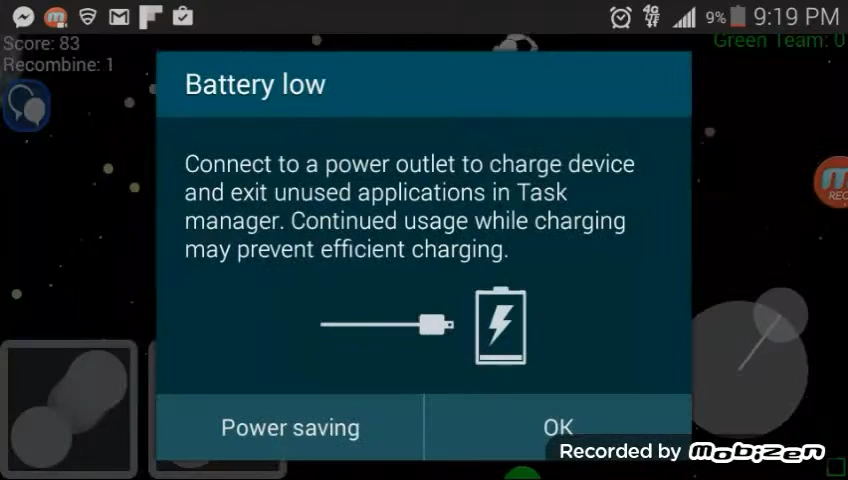 9% 9:19 PM
Score: 83
Green Team: 0
Recombine: 1
Battery low
Connect to a power outlet to charge device
and exit unused applications in Task
manager. Continued usage while charging
may prevent efficient charging.
REC
Power saving
OK
Recorded by mobizen